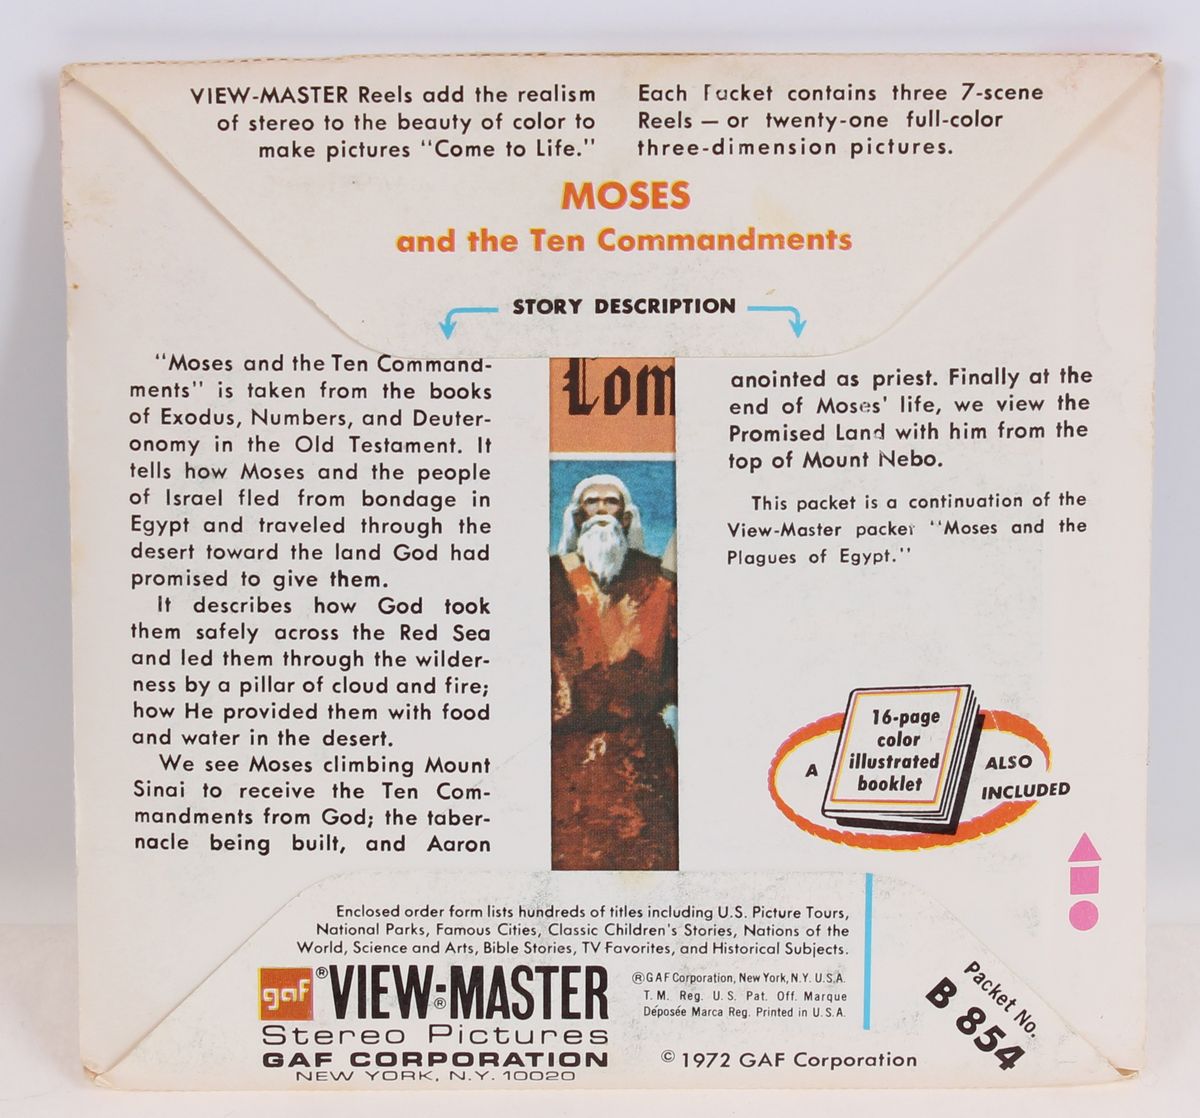 VIEW-MASTER Reels add the realism
of stereo to the beauty of color to
make pictures "Come to Life."
Each Packet contains three 7-scene
Reels — or twenty-one full-color
three-dimension pictures.
MOSES
and the Ten Commandments
STORY DESCRIPTION
"Moses and the Ten Command-
ments" is taken from the books
of Exodus, Numbers, and Deuter-
onomy in the Old Testament. It
tells how Moses and the people
of Israel fled from bondage in
Egypt and traveled through the
desert toward the land God had
promised to give them.
It describes how God took
them safely across the Red Sea
and led them through the wilder-
ness by a pillar of cloud and fire;
how He provided them with food
and water in the desert.
We see Moses climbing Mount
Sinai to receive the Ten Com-
mandments from God; the taber-
nacle being built, and Aaron
Com
anointed as priest. Finally at the
end of Moses' life, we view the
Promised Land with him from the
top of Mount Nebo.
This packet is a continuation of the
View-Master packet "Moses and the
Plagues of Egypt."
A
16-page
color
illustrated
booklet
ALSO
INCLUDED
Enclosed order form lists hundreds of titles including U.S. Picture Tours,
National Parks, Famous Cities, Classic Children's Stories, Nations of the
World, Science and Arts, Bible Stories, TV Favorites, and Historical Subjects.
gaf ® VIEW-MASTER ®
Stereo Pictures
GAF CORPORATION
NEW YORK, N.Y. 10020
® GAF Corporation, New York, N.Y. U.S.A.
T.M. Reg. U.S. Pat. Off. Marque
Déposée Marca Reg. Printed in U.S.A.
© 1972 GAF Corporation
Packet No.
B 854